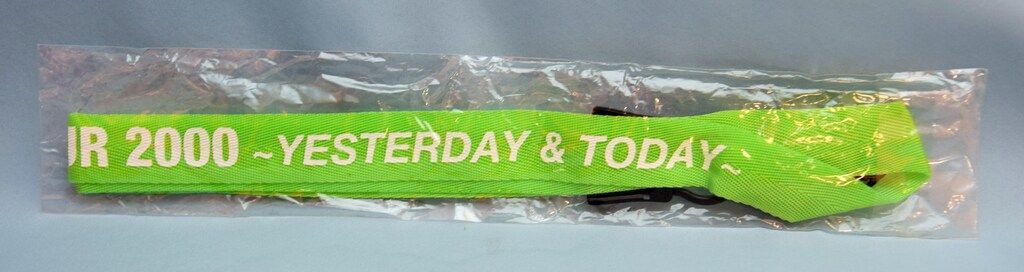 UR 2000 ~YESTERDAY & TODAY~